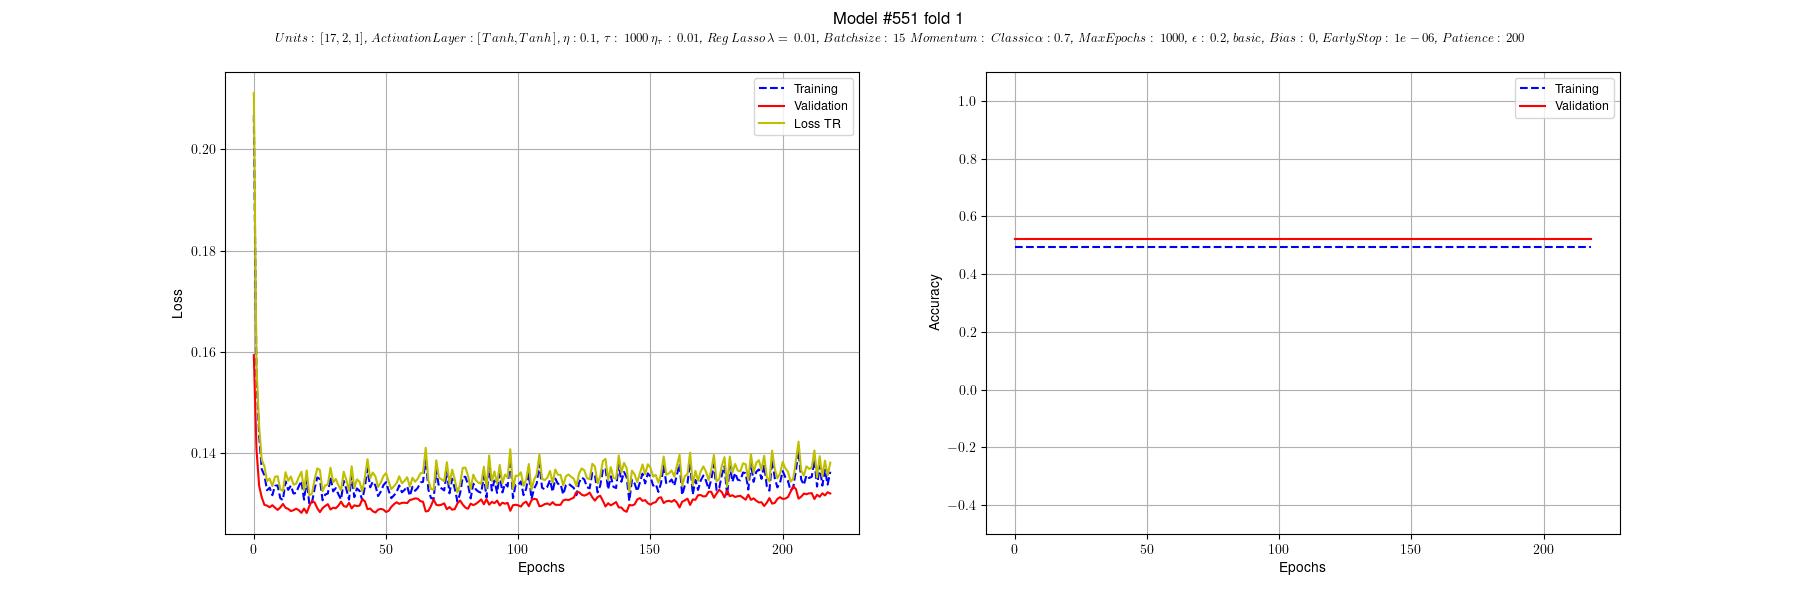 Model #551 fold 1
Units : [17, 2, 1], ActivationLayer : [Tanh, Tanh], η : 0.1, τ : 1000 ητ : 0.01, Reg Lasso λ = 0.01, Batchsize : 15 Momentum : Classic α : 0.7, MaxEpochs : 1000, ϵ : 0.2, basic, Bias : 0, EarlyStop : 1e − 06, Patience : 200
Training
Validation
Loss TR
0.20
0.18
0.16
0.14
Loss
0 50 100 150 200
Epochs
Training
Validation
1.0
0.8
0.6
0.4
0.2
0.0
−0.2
−0.4
Accuracy
0 50 100 150 200
Epochs